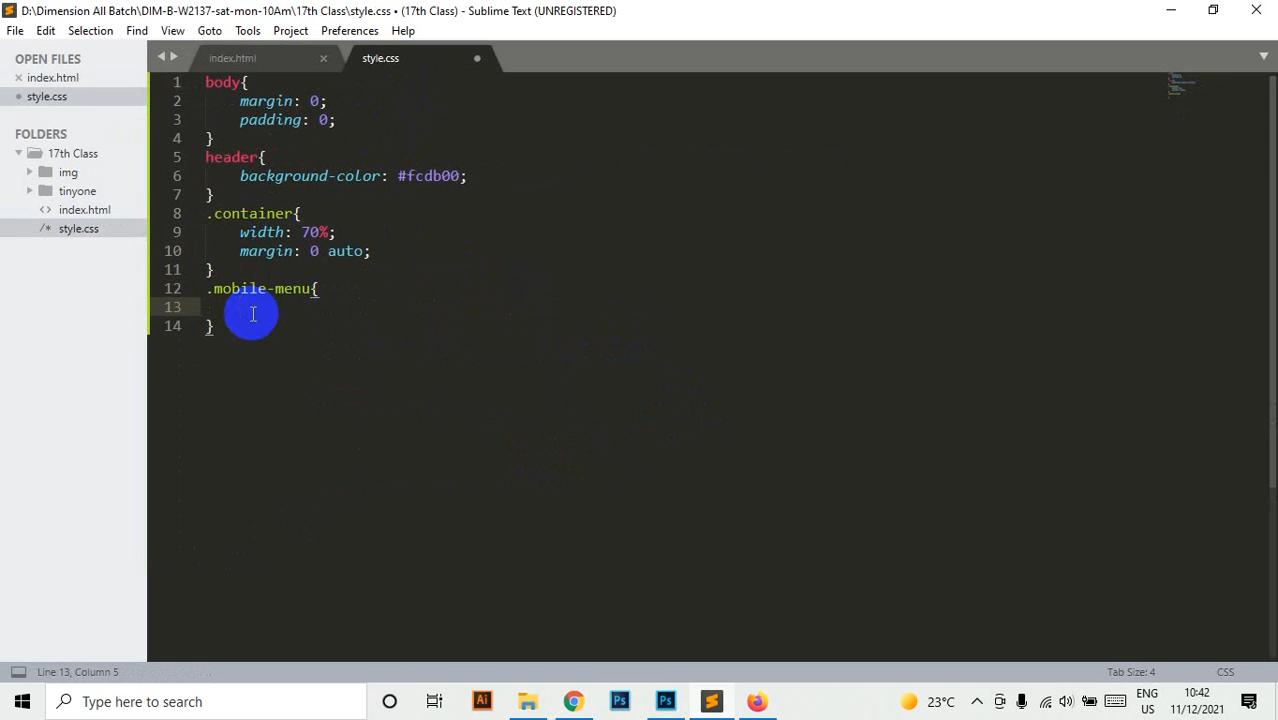 D:\Dimension All Batch\DIM-B-W2137-sat-mon-10Am\17th Class\style.css • (17th Class) - Sublime Text (UNREGISTERED)
File Edit Selection Find View Goto Tools Project Preferences Help
OPEN FILES
index.html
style.css
FOLDERS
17th Class
img
tinyone
<> index.html
/* style.css
index.html
style.css
1 body{
2 margin: 0;
3 padding: 0;
4 }
5 header{
6 background-color: #fcdb00;
7 }
8 .container{
9 width: 70%;
10 margin: 0 auto;
11 }
12 .mobile-menu{
13
14 }
Line 13, Column 5
Tab Size: 4 CSS
Type here to search
Ai
Ps
Ps
23°C
ENG
US
10:42
11/12/2021